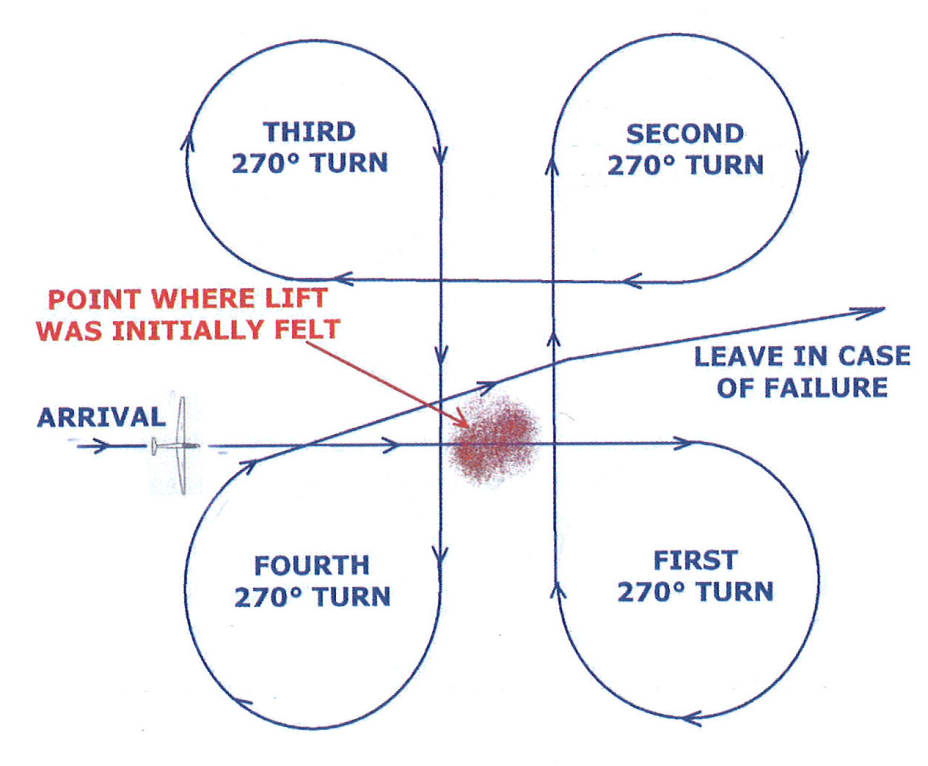 THIRD
270° TURN
SECOND
270° TURN
POINT WHERE LIFT
WAS INITIALLY FELT
LEAVE IN CASE
OF FAILURE
ARRIVAL
FOURTH
270° TURN
FIRST
270° TURN